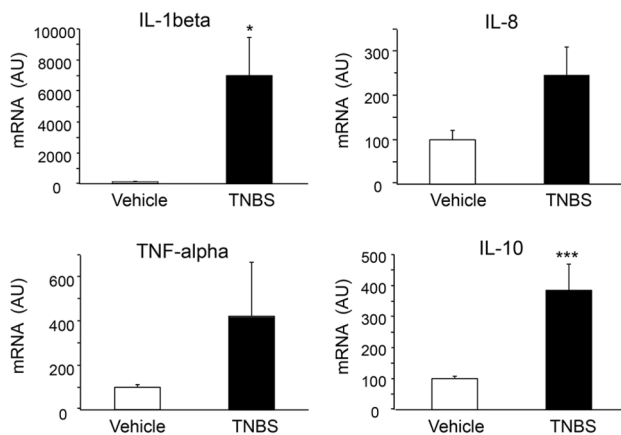 IL-1beta
*
mRNA (AU)
10000
8000
6000
4000
2000
0
Vehicle TNBS
IL-8
mRNA (AU)
300
200
100
0
Vehicle TNBS
TNF-alpha
mRNA (AU)
600
400
200
0
Vehicle TNBS
IL-10
***
mRNA (AU)
500
400
300
200
100
0
Vehicle TNBS